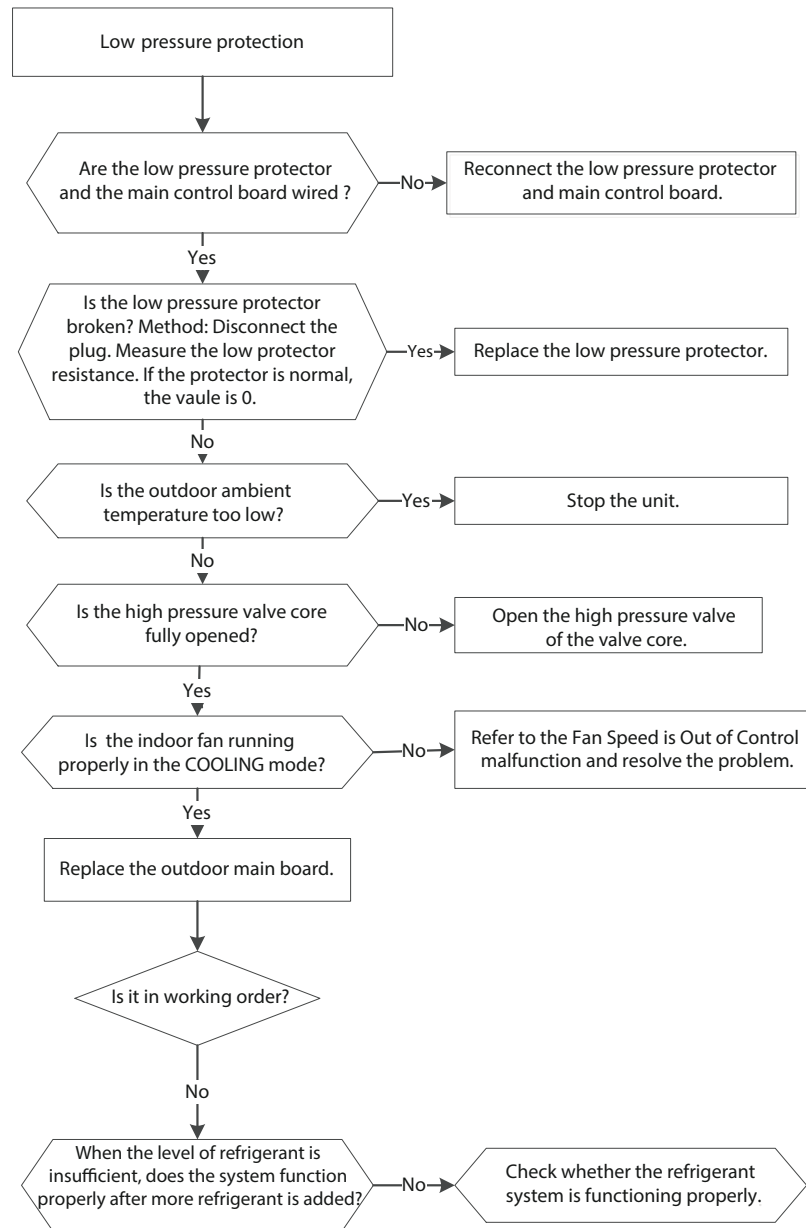 Low pressure protection
Are the low pressure protector
and the main control board wired ?
No
Reconnect the low pressure protector
and main control board.
Yes
Is the low pressure protector
broken? Method: Disconnect the
plug. Measure the low protector
resistance. If the protector is normal,
the vaule is 0.
Yes
Replace the low pressure protector.
No
Is the outdoor ambient
temperature too low?
Yes
Stop the unit.
No
Is the high pressure valve core
fully opened?
No
Open the high pressure valve
of the valve core.
Yes
Is the indoor fan running
properly in the COOLING mode?
No
Refer to the Fan Speed is Out of Control
malfunction and resolve the problem.
Yes
Replace the outdoor main board.
Is it in working order?
No
When the level of refrigerant is
insufficient, does the system function
properly after more refrigerant is added?
No
Check whether the refrigerant
system is functioning properly.